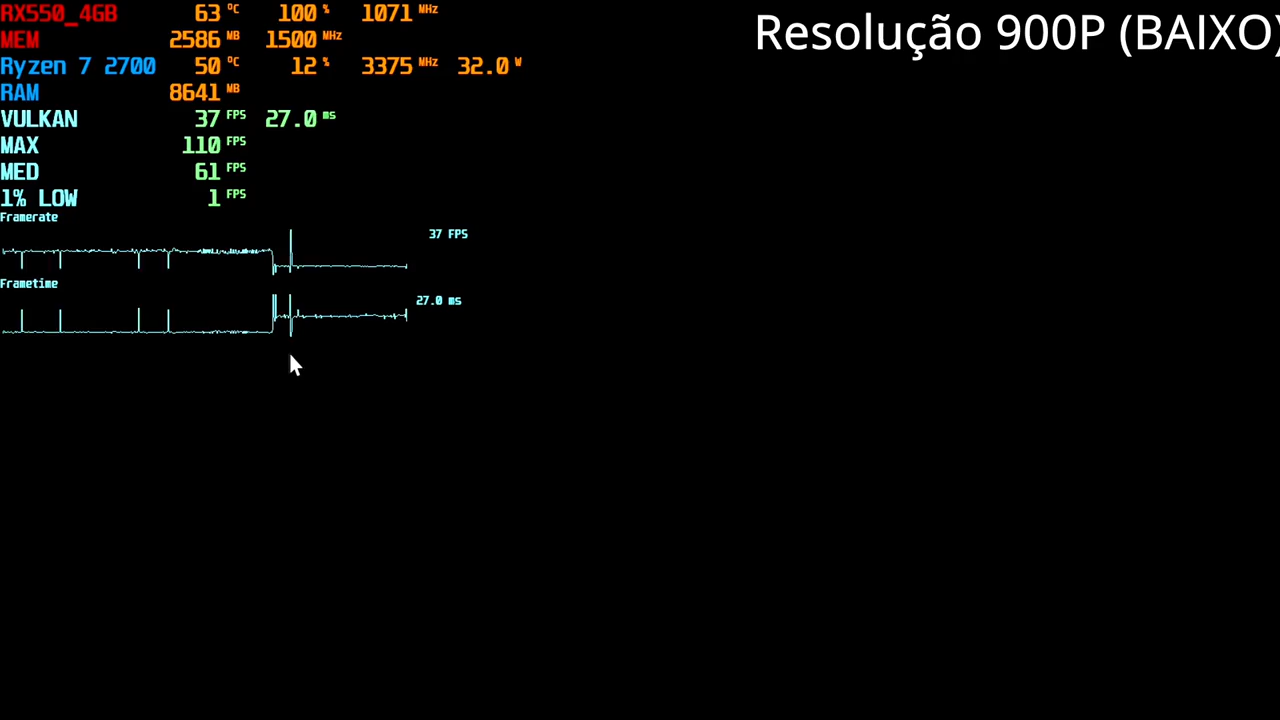 RX550_4GB 63 °C 100 % 1071 MHz
MEM 2586 MB 1500 MHz
Ryzen 7 2700 50 °C 12 % 3375 MHz 32.0 W
RAM 8641 MB
VULKAN 37 FPS 27.0 ms
MAX 110 FPS
MED 61 FPS
1% LOW 1 FPS
Framerate
37 FPS
Frametime
27.0 ms
Resolução 900P (BAIXO)